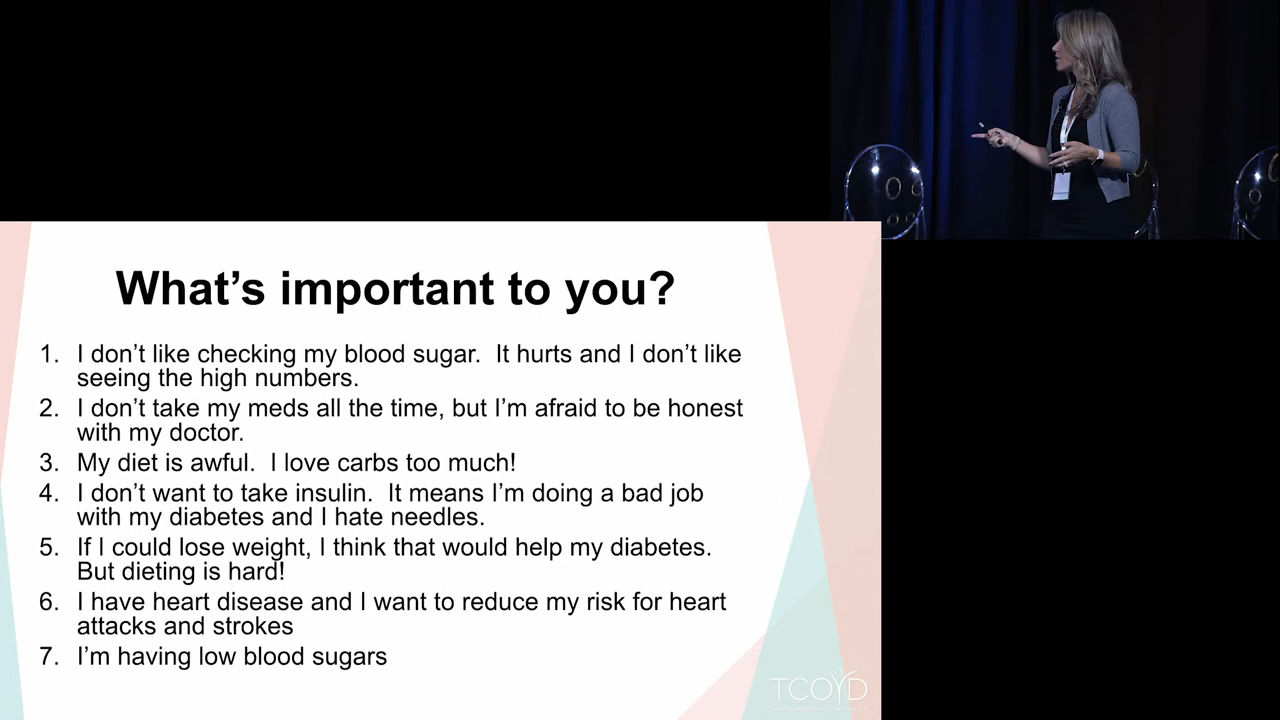 What’s important to you?
1. I don’t like checking my blood sugar.  It hurts and I don’t like
seeing the high numbers.
2. I don’t take my meds all the time, but I’m afraid to be honest
with my doctor.
3. My diet is awful.  I love carbs too much!
4. I don’t want to take insulin.  It means I’m doing a bad job
with my diabetes and I hate needles.
5. If I could lose weight, I think that would help my diabetes.
But dieting is hard!
6. I have heart disease and I want to reduce my risk for heart
attacks and strokes
7. I’m having low blood sugars
TCOYD